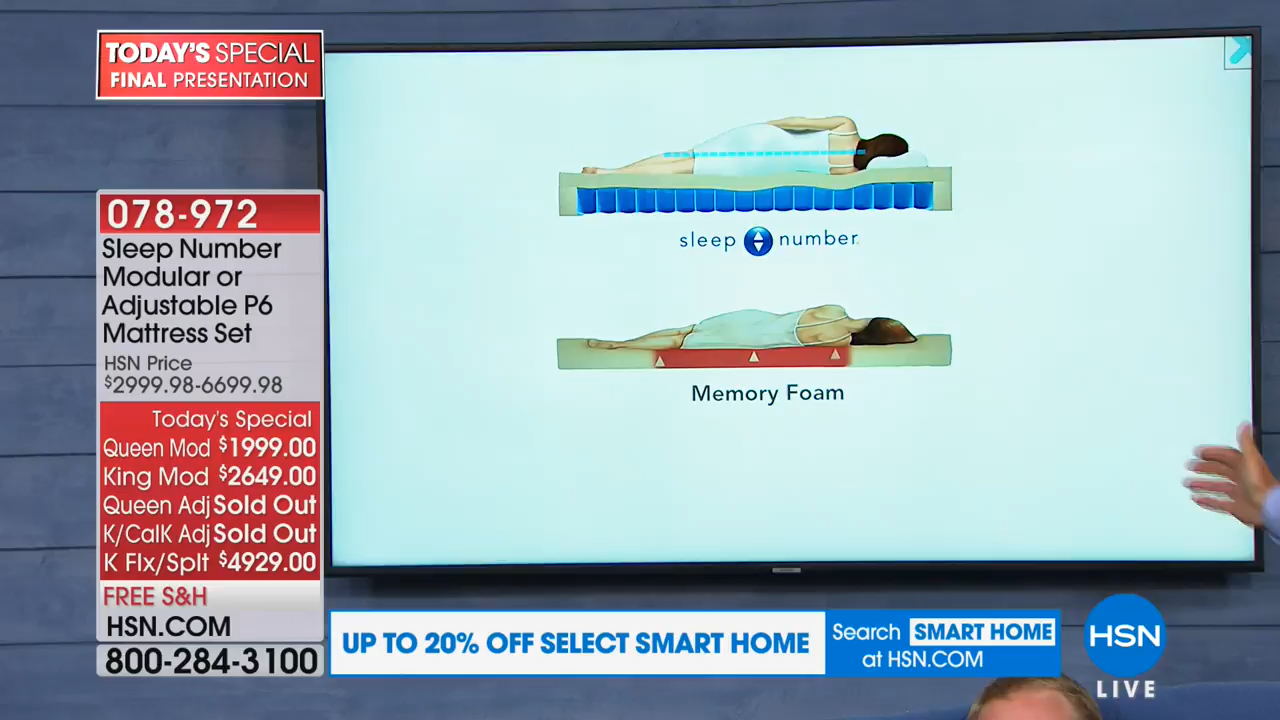 TODAY'S SPECIAL
FINAL PRESENTATION
078-972
Sleep Number
Modular or
Adjustable P6
Mattress Set
HSN Price
$2999.98-6699.98
Today's Special
Queen Mod $1999.00
King Mod $2649.00
Queen Adj Sold Out
K/CalK Adj Sold Out
K Flx/Splt $4929.00
FREE S&H
HSN.COM
800-284-3100
sleep number
Memory Foam
UP TO 20% OFF SELECT SMART HOME
Search SMART HOME
at HSN.COM
HSN
LIVE